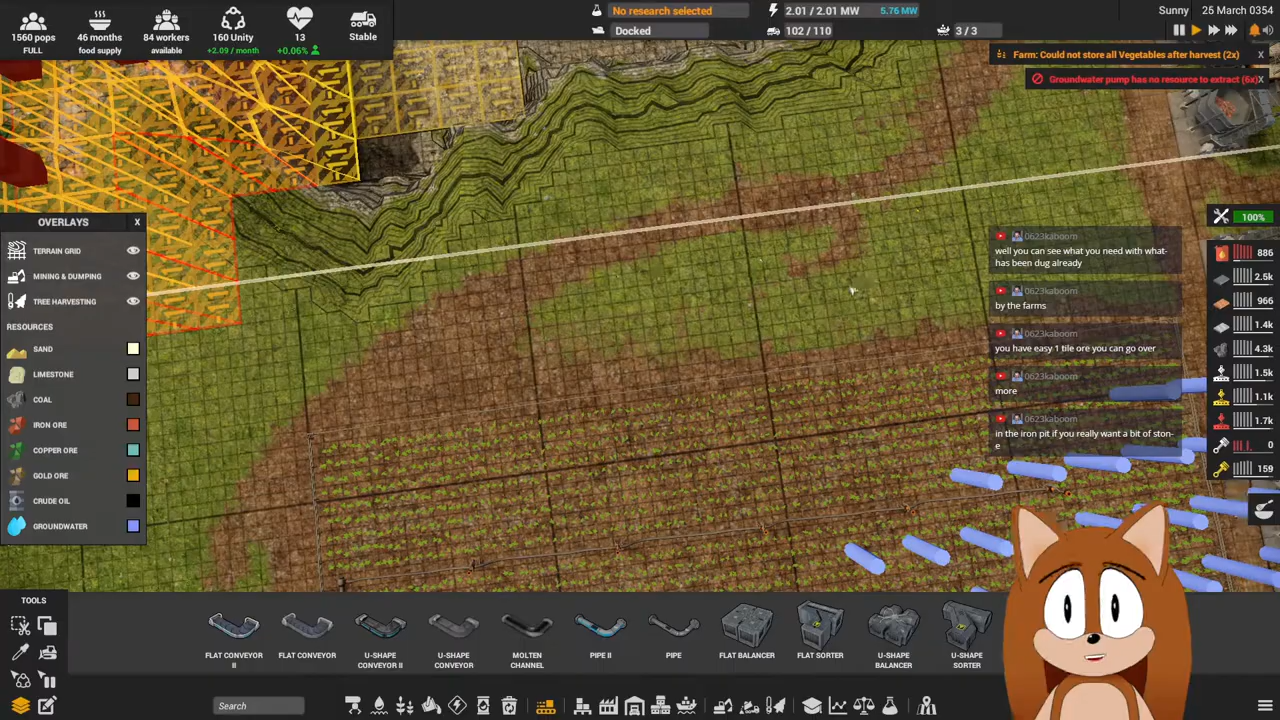 1560 pops
FULL
46 months
food supply
84 workers
available
160 Unity
+2.09 / month
13
+0.06%
Stable
No research selected
Docked
2.01 / 2.01 MW
5.76 MW
102 / 110
3 / 3
Sunny
26 March 0354
Farm: Could not store all Vegetables after harvest (2x)
X
Groundwater pump has no resource to extract (6x)
X
100%
886
2.5k
966
1.4k
4.3k
1.5k
1.1k
1.7k
0
159
OVERLAYS
X
TERRAIN GRID
MINING & DUMPING
TREE HARVESTING
RESOURCES
SAND
LIMESTONE
COAL
IRON ORE
COPPER ORE
GOLD ORE
CRUDE OIL
GROUNDWATER
0623kaboom
well you can see what you need with what-
has been dug already
0623kaboom
by the farms
0623kaboom
you have easy 1 tile ore you can go over
0623kaboom
more
0623kaboom
in the iron pit if you really want a bit of ston-
e
TOOLS
FLAT CONVEYOR
II
FLAT CONVEYOR
U-SHAPE
CONVEYOR II
U-SHAPE
CONVEYOR
MOLTEN
CHANNEL
PIPE II
PIPE
FLAT BALANCER
FLAT SORTER
U-SHAPE
BALANCER
U-SHAPE
SORTER
Search